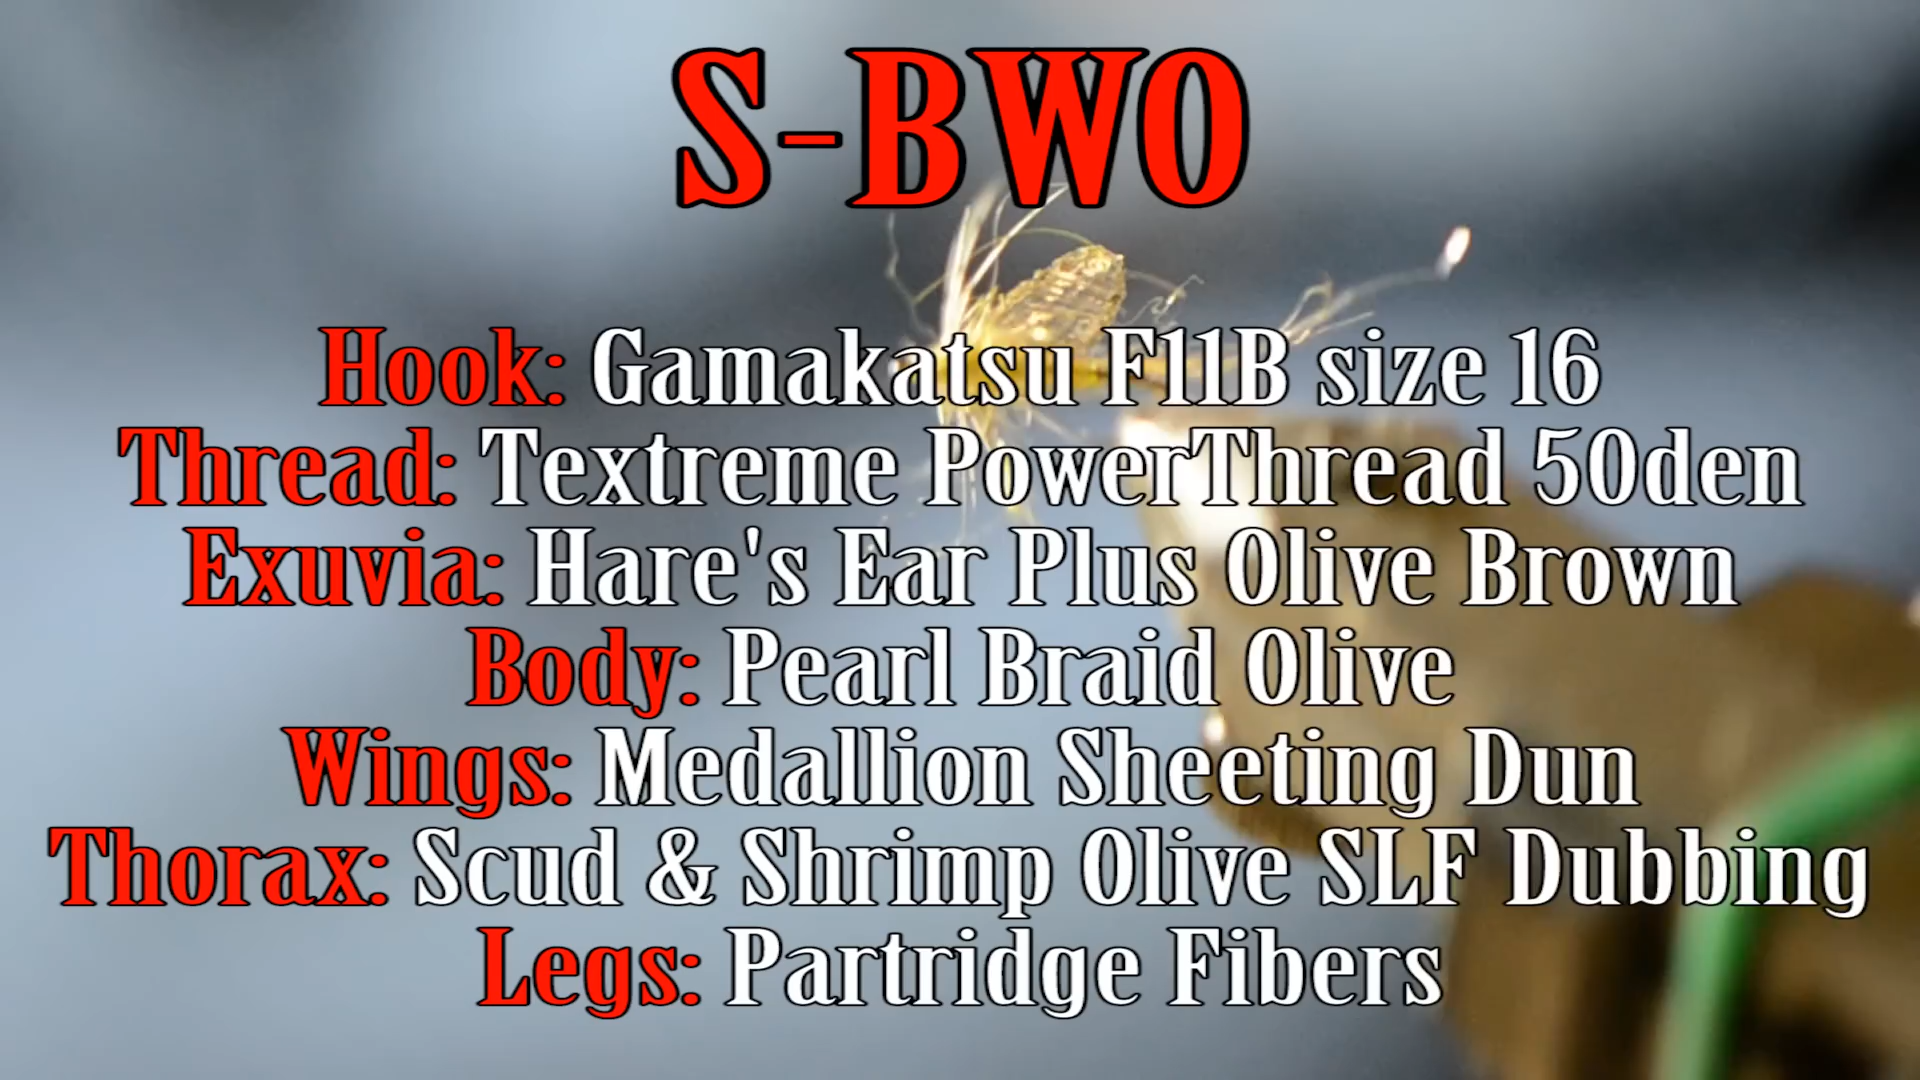 S-BWO
Hook: Gamakatsu F11B size 16
Thread: Textreme PowerThread 50den
Exuvia: Hare's Ear Plus Olive Brown
Body: Pearl Braid Olive
Wings: Medallion Sheeting Dun
Thorax: Scud & Shrimp Olive SLF Dubbing
Legs: Partridge Fibers